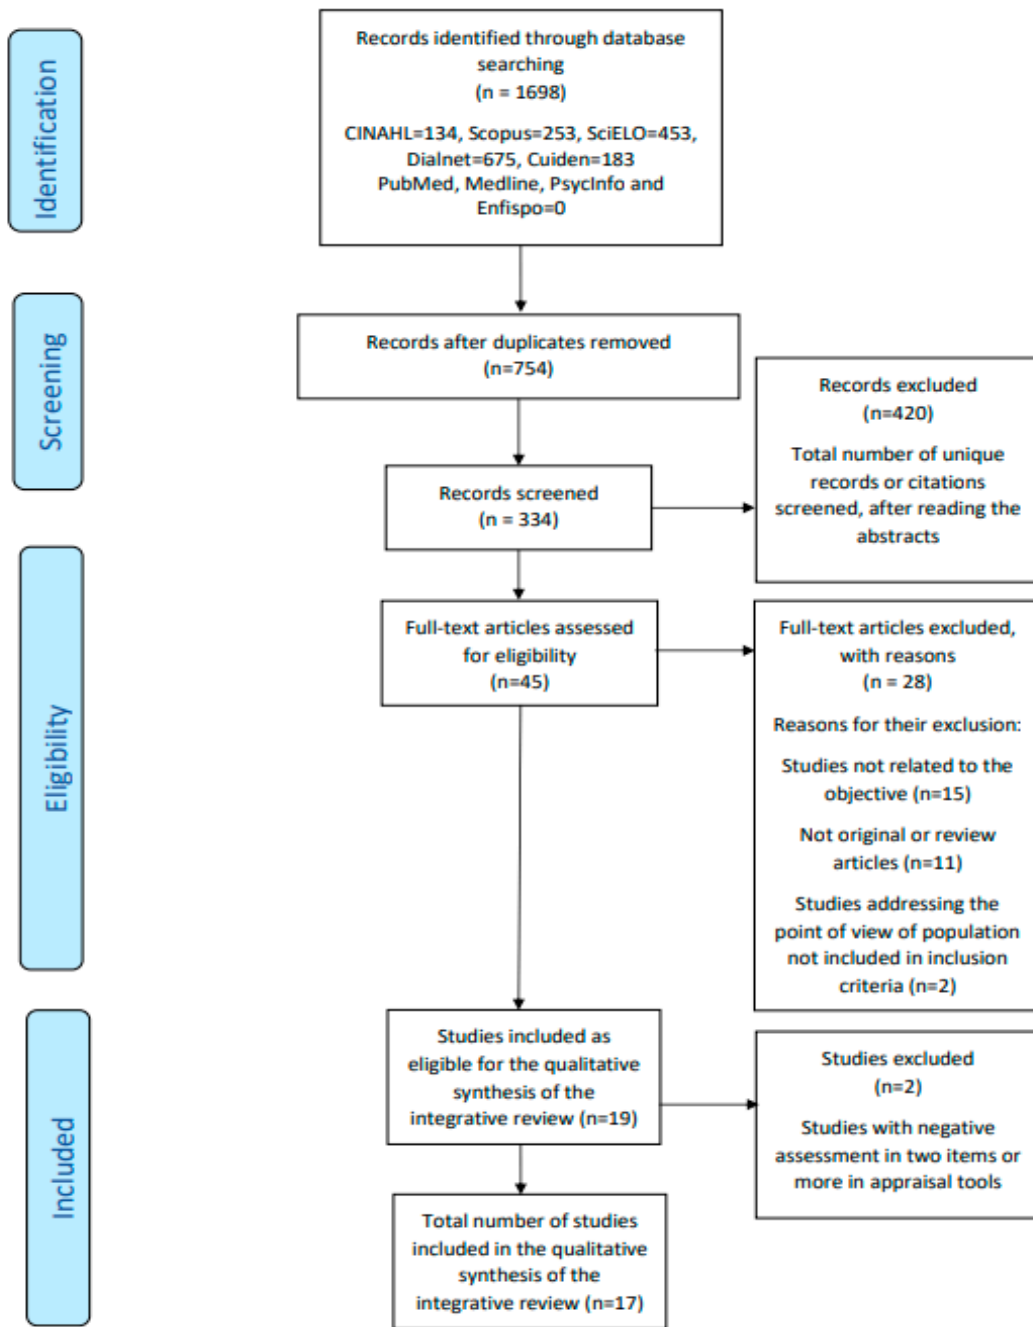 Identification
Records identified through database
searching
(n = 1698)
CINAHL=134, Scopus=253, SciELO=453,
Dialnet=675, Cuiden=183
PubMed, Medline, PsycInfo and
Enfispo=0
Screening
Records after duplicates removed
(n=754)
Records excluded
(n=420)
Total number of unique
records or citations
screened, after reading the
abstracts
Records screened
(n = 334)
Eligibility
Full-text articles assessed
for eligibility
(n=45)
Full-text articles excluded,
with reasons
(n = 28)
Reasons for their exclusion:
Studies not related to the
objective (n=15)
Not original or review
articles (n=11)
Studies addressing the
point of view of population
not included in inclusion
criteria (n=2)
Included
Studies included as
eligible for the qualitative
synthesis of the
integrative review (n=19)
Studies excluded
(n=2)
Studies with negative
assessment in two items or
more in appraisal tools
Total number of studies
included in the qualitative
synthesis of the
integrative review (n=17)